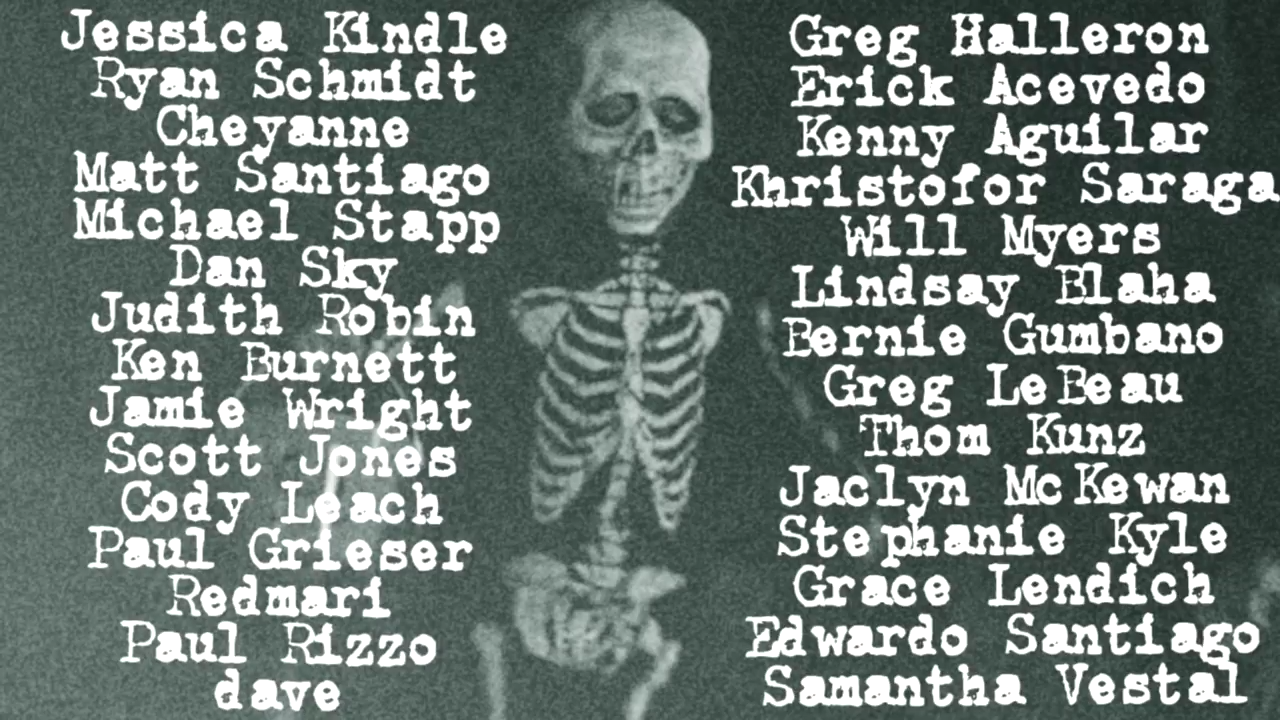 Jessica Kindle
Ryan Schmidt
Cheyanne
Matt Santiago
Michael Stapp
Dan Sky
Judith Robin
Ken Burnett
Jamie Wright
Scott Jones
Cody Leach
Paul Grieser
Redmari
Paul Rizzo
dave
Greg Halleron
Erick Acevedo
Kenny Aguilar
Khristofor Saraga
Will Myers
Lindsay Blaha
Bernie Gumbano
Greg LeBeau
Thom Kunz
Jaclyn McKewan
Stephanie Kyle
Grace Lendich
Edwardo Santiago
Samantha Vestal